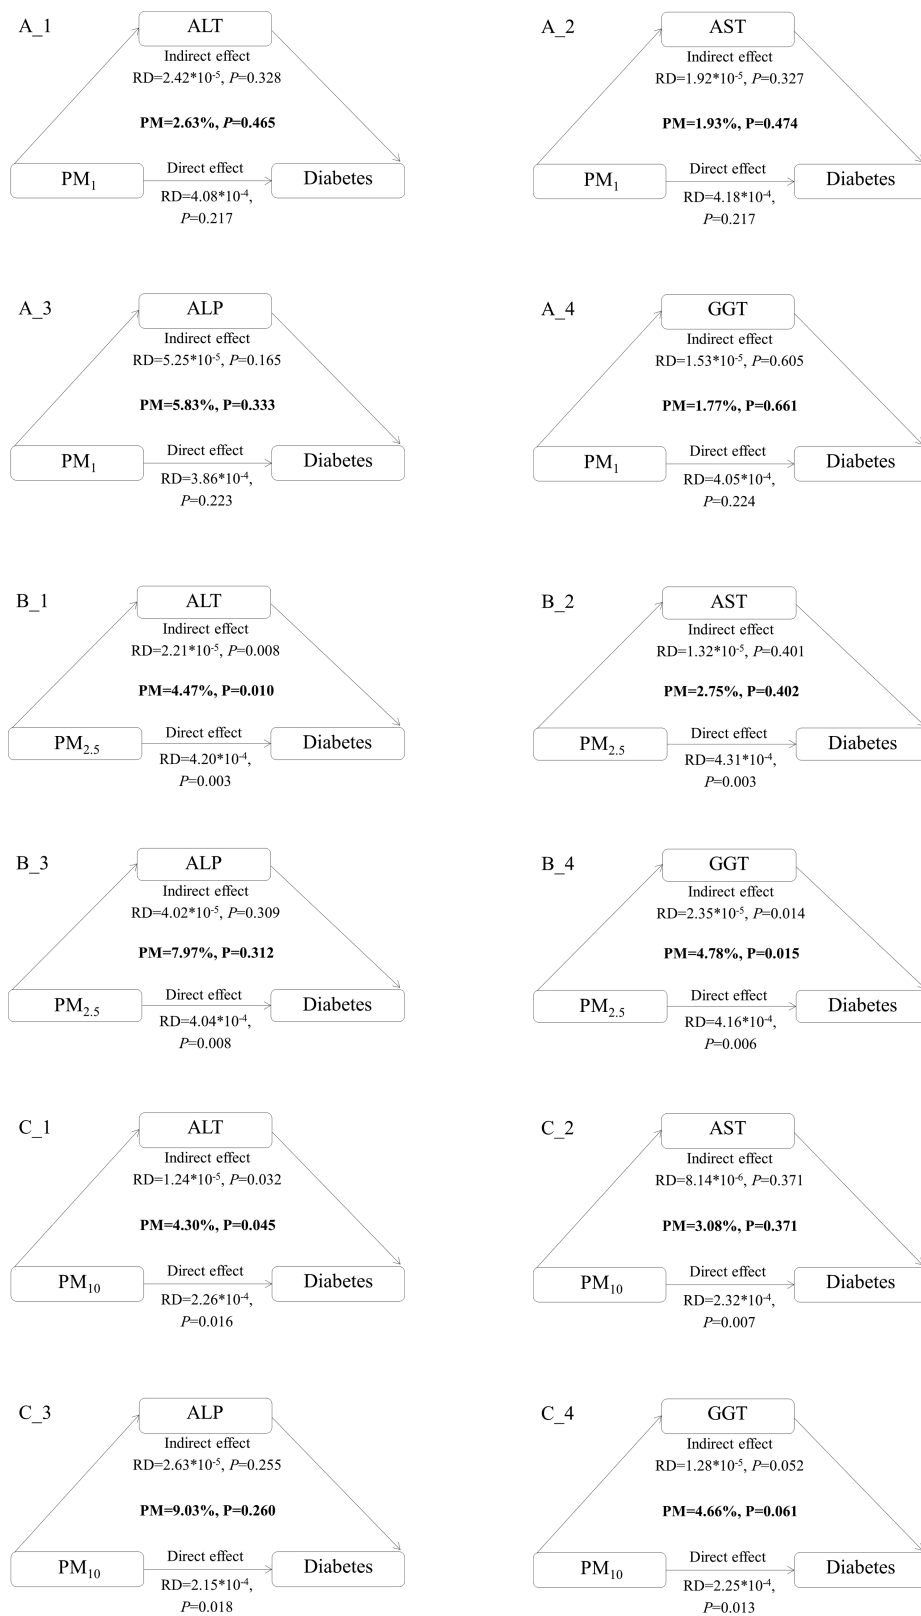 A_1
ALT
Indirect effect
RD=2.42*10-5, P=0.328
PM=2.63%, P=0.465
PM1
Direct effect
RD=4.08*10-4,
P=0.217
Diabetes
A_2
AST
Indirect effect
RD=1.92*10-5, P=0.327
PM=1.93%, P=0.474
PM1
Direct effect
RD=4.18*10-4,
P=0.217
Diabetes
A_3
ALP
Indirect effect
RD=5.25*10-5, P=0.165
PM=5.83%, P=0.333
PM1
Direct effect
RD=3.86*10-4,
P=0.223
Diabetes
A_4
GGT
Indirect effect
RD=1.53*10-5, P=0.605
PM=1.77%, P=0.661
PM1
Direct effect
RD=4.05*10-4,
P=0.224
Diabetes
B_1
ALT
Indirect effect
RD=2.21*10-5, P=0.008
PM=4.47%, P=0.010
PM2.5
Direct effect
RD=4.20*10-4,
P=0.003
Diabetes
B_2
AST
Indirect effect
RD=1.32*10-5, P=0.401
PM=2.75%, P=0.402
PM2.5
Direct effect
RD=4.31*10-4,
P=0.003
Diabetes
B_3
ALP
Indirect effect
RD=4.02*10-5, P=0.309
PM=7.97%, P=0.312
PM2.5
Direct effect
RD=4.04*10-4,
P=0.008
Diabetes
B_4
GGT
Indirect effect
RD=2.35*10-5, P=0.014
PM=4.78%, P=0.015
PM2.5
Direct effect
RD=4.16*10-4,
P=0.006
Diabetes
C_1
ALT
Indirect effect
RD=1.24*10-5, P=0.032
PM=4.30%, P=0.045
PM10
Direct effect
RD=2.26*10-4,
P=0.016
Diabetes
C_2
AST
Indirect effect
RD=8.14*10-6, P=0.371
PM=3.08%, P=0.371
PM10
Direct effect
RD=2.32*10-4,
P=0.007
Diabetes
C_3
ALP
Indirect effect
RD=2.63*10-5, P=0.255
PM=9.03%, P=0.260
PM10
Direct effect
RD=2.15*10-4,
P=0.018
Diabetes
C_4
GGT
Indirect effect
RD=1.28*10-5, P=0.052
PM=4.66%, P=0.061
PM10
Direct effect
RD=2.25*10-4,
P=0.013
Diabetes